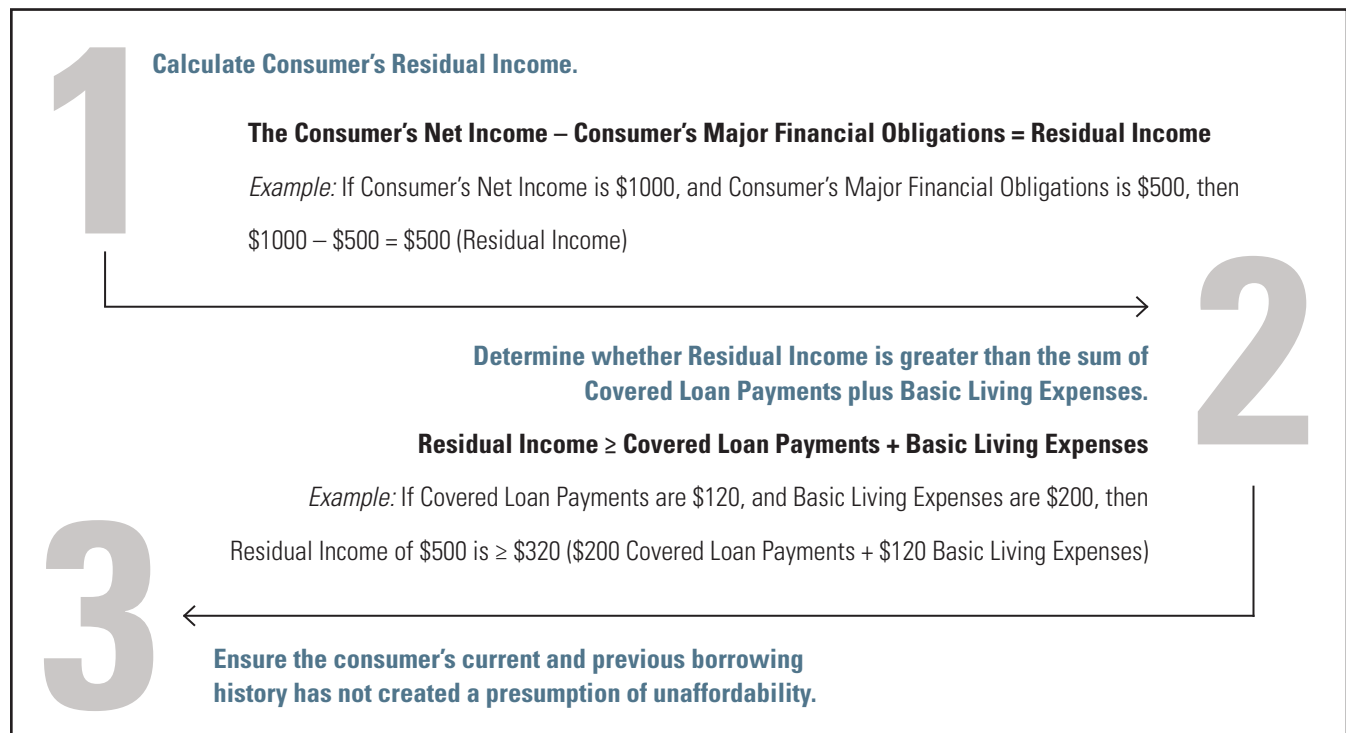 1
Calculate Consumer’s Residual Income.
The Consumer’s Net Income – Consumer’s Major Financial Obligations = Residual Income
Example: If Consumer’s Net Income is $1000, and Consumer’s Major Financial Obligations is $500, then
$1000 – $500 = $500 (Residual Income)
2
Determine whether Residual Income is greater than the sum of
Covered Loan Payments plus Basic Living Expenses.
Residual Income ≥ Covered Loan Payments + Basic Living Expenses
Example: If Covered Loan Payments are $120, and Basic Living Expenses are $200, then
Residual Income of $500 is ≥ $320 ($200 Covered Loan Payments + $120 Basic Living Expenses)
3
Ensure the consumer’s current and previous borrowing
history has not created a presumption of unaffordability.